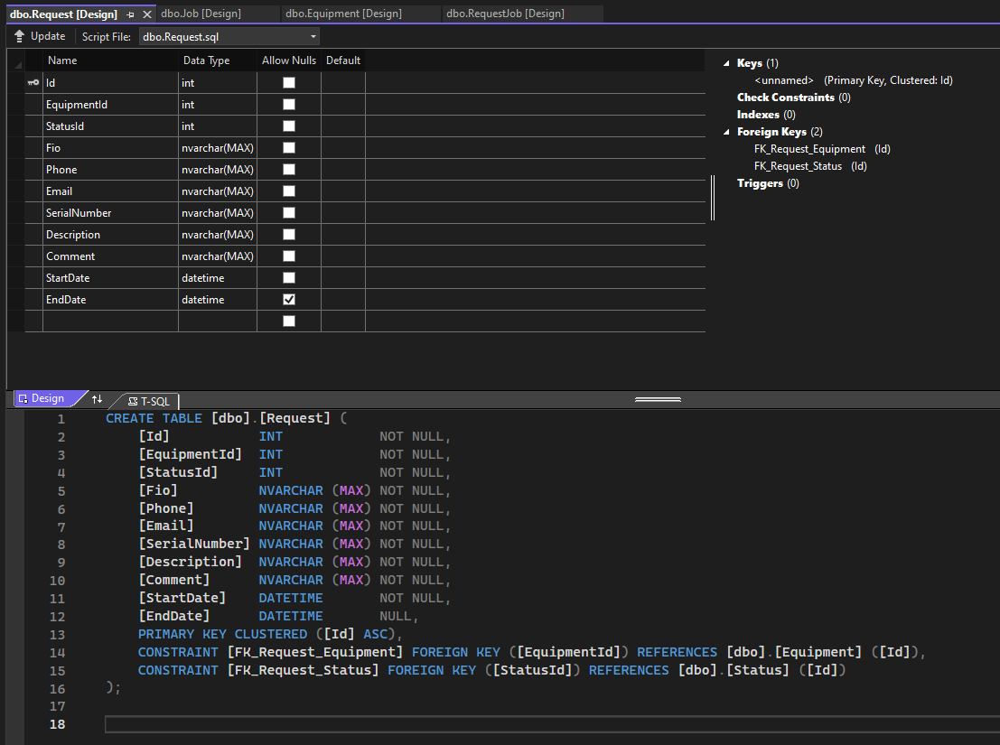 dbo.Request [Design] dbo.Job [Design] dbo.Equipment [Design] dbo.RequestJob [Design]
Update Script File: dbo.Request.sql
Name Data Type Allow Nulls Default
Id int
EquipmentId int
StatusId int
Fio nvarchar(MAX)
Phone nvarchar(MAX)
Email nvarchar(MAX)
SerialNumber nvarchar(MAX)
Description nvarchar(MAX)
Comment nvarchar(MAX)
StartDate datetime
EndDate datetime
Keys (1)
<unnamed> (Primary Key, Clustered: Id)
Check Constraints (0)
Indexes (0)
Foreign Keys (2)
FK_Request_Equipment (Id)
FK_Request_Status (Id)
Triggers (0)
Design T-SQL
1 CREATE TABLE [dbo].[Request] (
2 [Id] INT NOT NULL,
3 [EquipmentId] INT NOT NULL,
4 [StatusId] INT NOT NULL,
5 [Fio] NVARCHAR (MAX) NOT NULL,
6 [Phone] NVARCHAR (MAX) NOT NULL,
7 [Email] NVARCHAR (MAX) NOT NULL,
8 [SerialNumber] NVARCHAR (MAX) NOT NULL,
9 [Description] NVARCHAR (MAX) NOT NULL,
10 [Comment] NVARCHAR (MAX) NOT NULL,
11 [StartDate] DATETIME NOT NULL,
12 [EndDate] DATETIME NULL,
13 PRIMARY KEY CLUSTERED ([Id] ASC),
14 CONSTRAINT [FK_Request_Equipment] FOREIGN KEY ([EquipmentId]) REFERENCES [dbo].[Equipment] ([Id]),
15 CONSTRAINT [FK_Request_Status] FOREIGN KEY ([StatusId]) REFERENCES [dbo].[Status] ([Id])
16 );
17
18